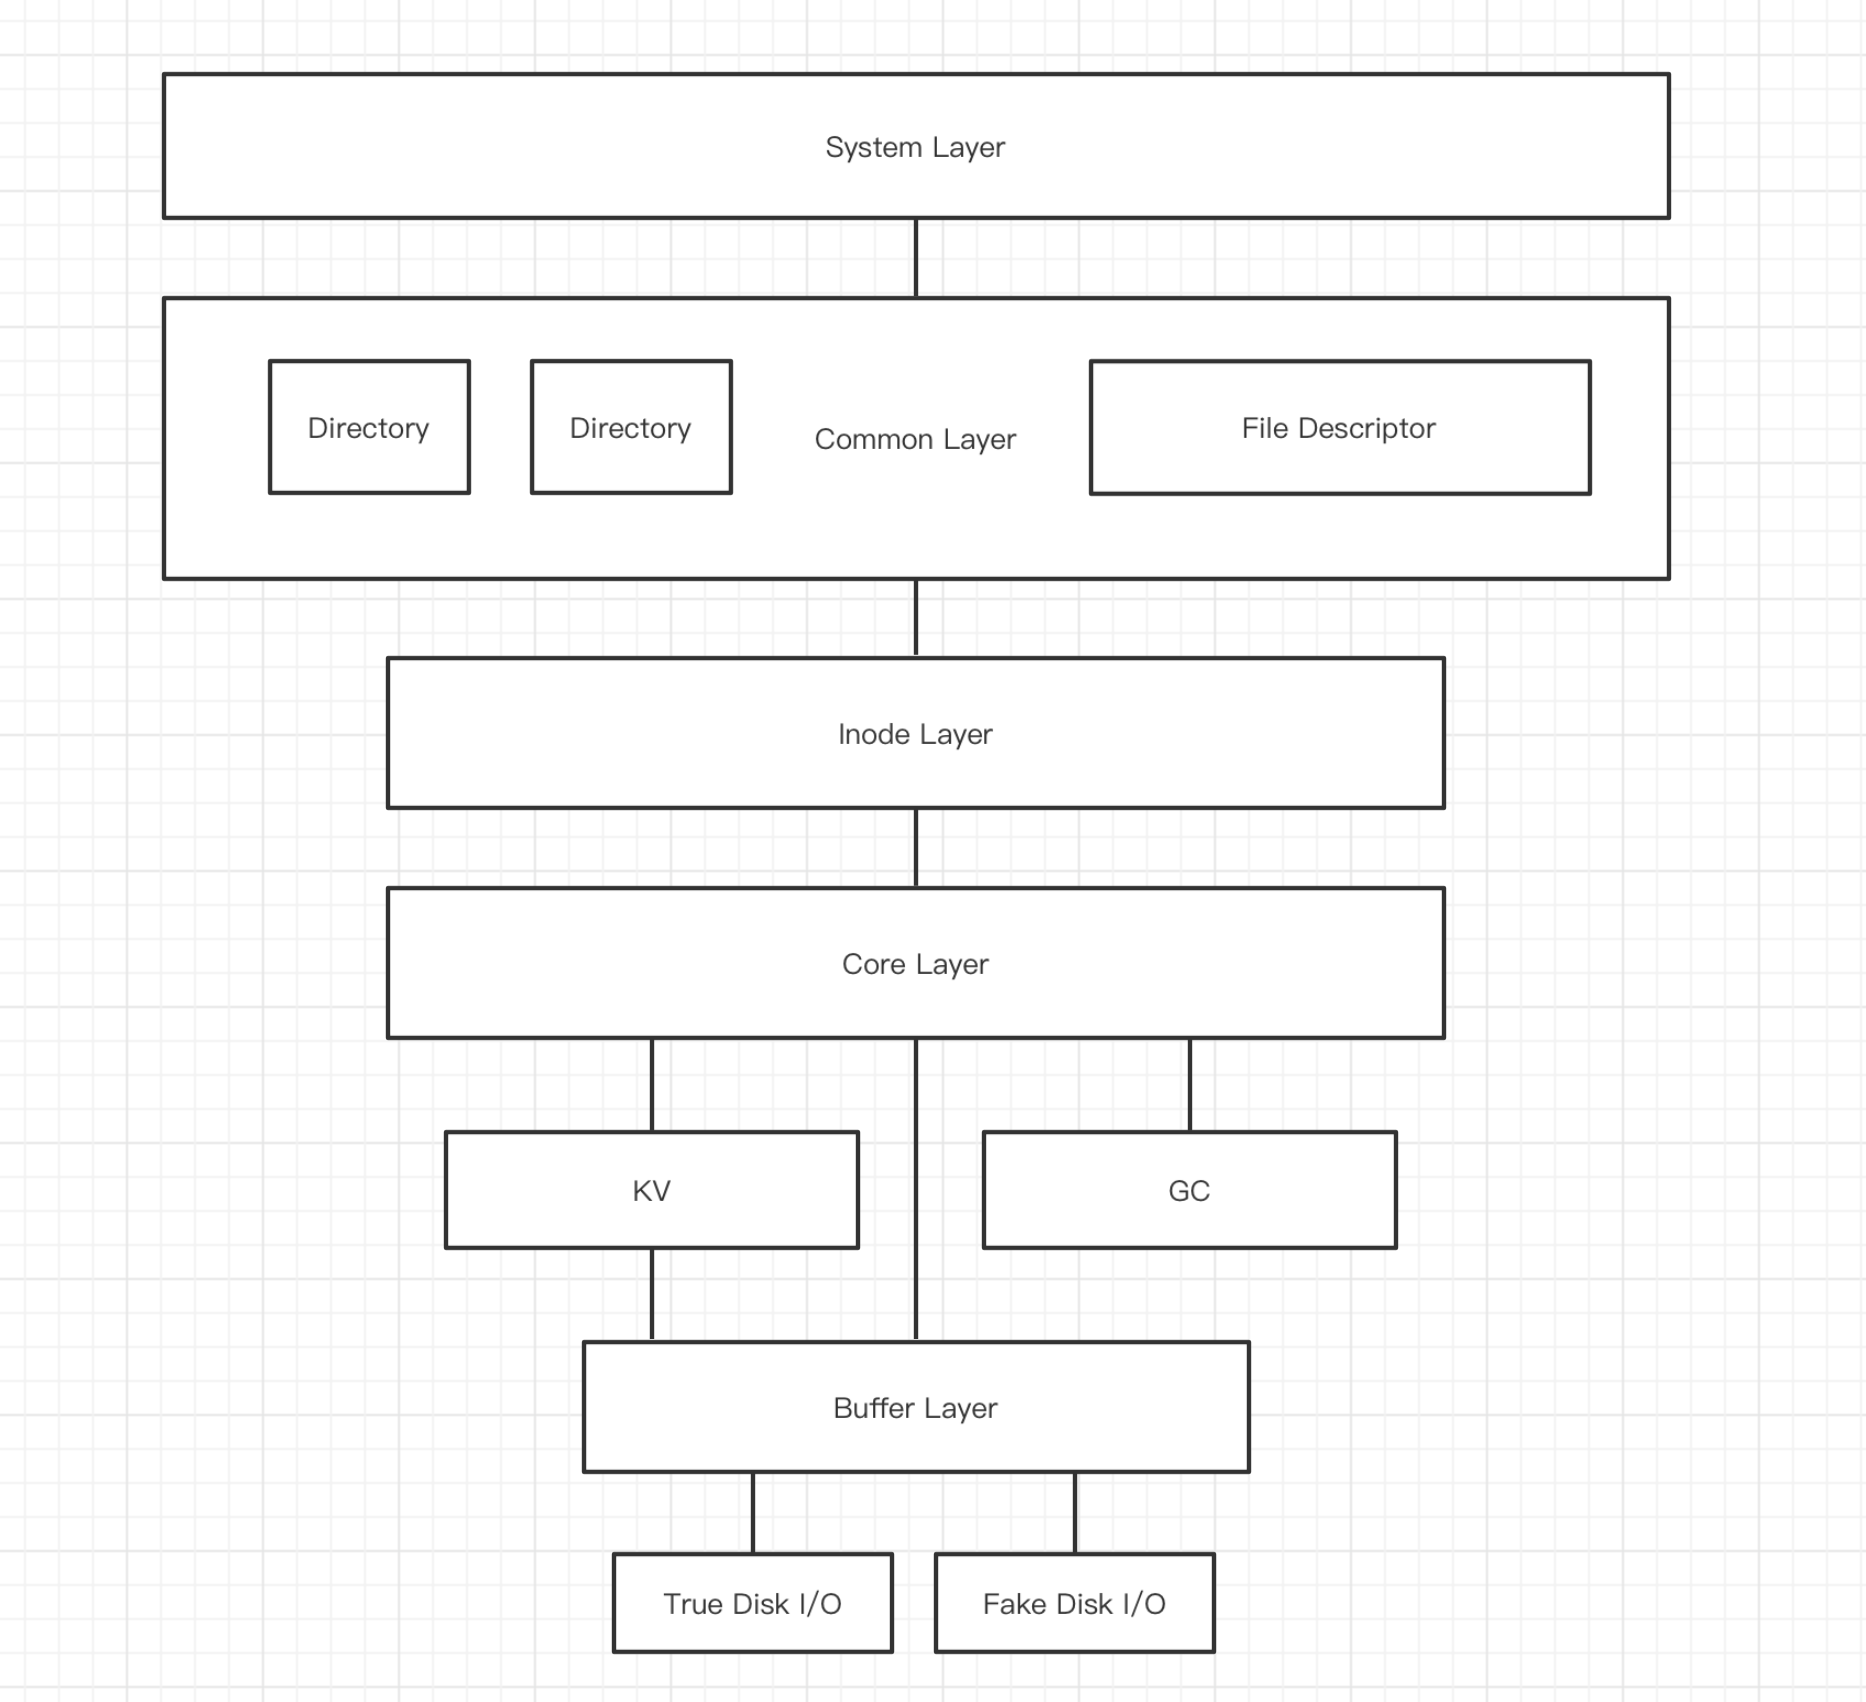 System Layer
Directory
Directory
Common Layer
File Descriptor
Inode Layer
Core Layer
KV
GC
Buffer Layer
True Disk I/O
Fake Disk I/O